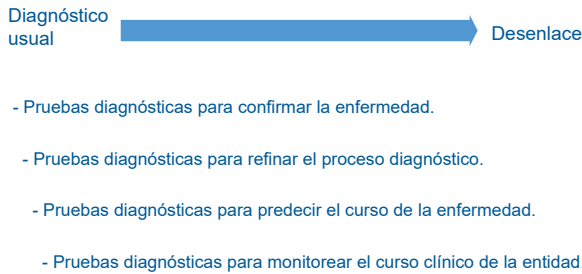 Diagnóstico
usual
Desenlace
- Pruebas diagnósticas para confirmar la enfermedad.
- Pruebas diagnósticas para refinar el proceso diagnóstico.
- Pruebas diagnósticas para predecir el curso de la enfermedad.
- Pruebas diagnósticas para monitorear el curso clínico de la entidad